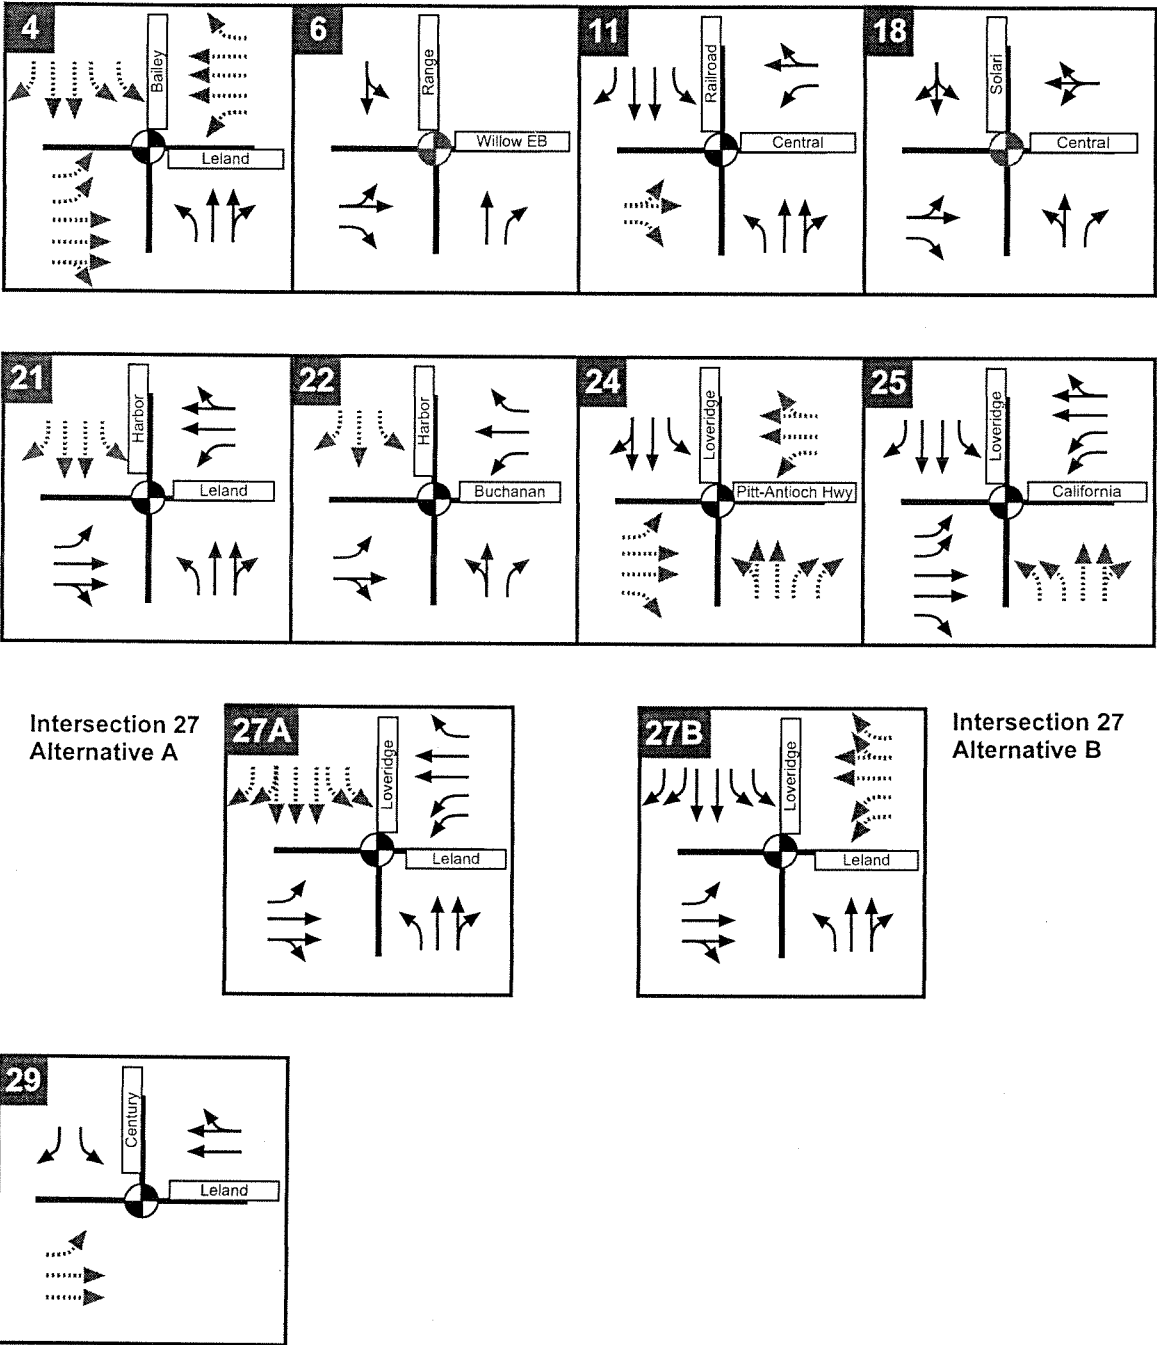 4
Bailey
Leland
6
Range
Willow EB
11
Railroad
Central
18
Solari
Central
21
Harbor
Leland
22
Harbor
Buchanan
24
Loveridge
Pitt-Antioch Hwy
25
Loveridge
California
Intersection 27
Alternative A
27A
Loveridge
Leland
27B
Loveridge
Leland
Intersection 27
Alternative B
29
Century
Leland